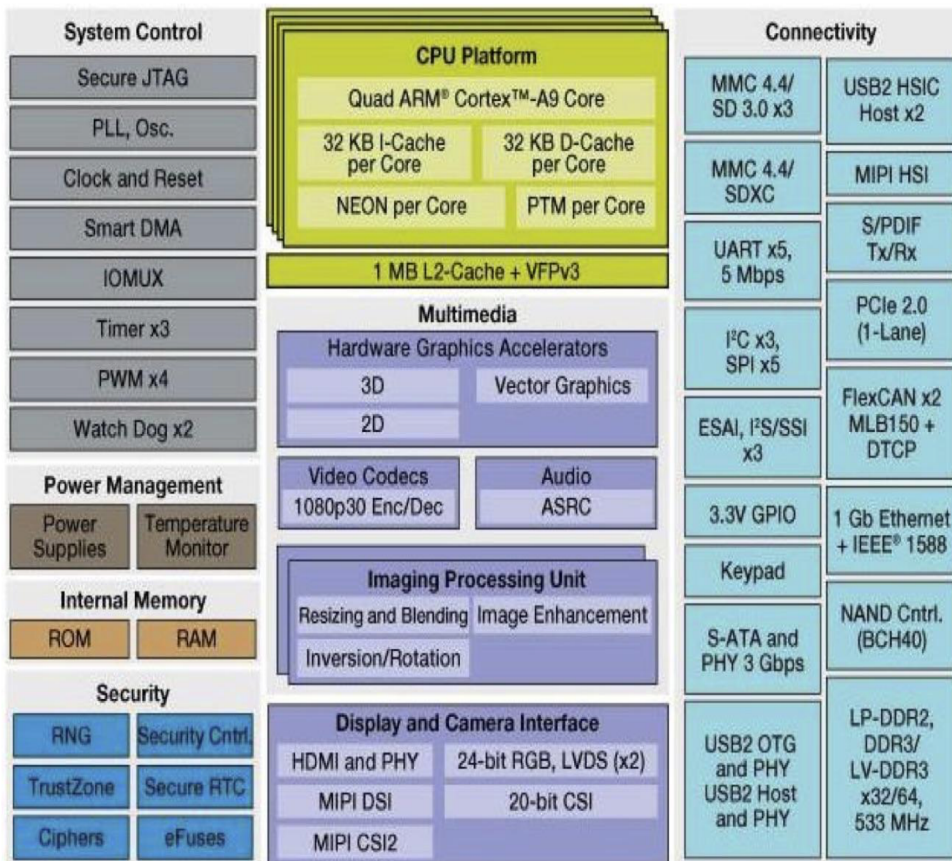 System Control
Secure JTAG
PLL, Osc.
Clock and Reset
Smart DMA
IOMUX
Timer x3
PWM x4
Watch Dog x2
Power Management
Power
Supplies
Temperature
Monitor
Internal Memory
ROM
RAM
Security
RNG
Security Cntrl.
TrustZone
Secure RTC
Ciphers
eFuses
CPU Platform
Quad ARM® Cortex™-A9 Core
32 KB I-Cache
per Core
32 KB D-Cache
per Core
NEON per Core
PTM per Core
1 MB L2-Cache + VFPv3
Multimedia
Hardware Graphics Accelerators
3D
Vector Graphics
2D
Video Codecs
1080p30 Enc/Dec
Audio
ASRC
Imaging Processing Unit
Resizing and Blending
Image Enhancement
Inversion/Rotation
Display and Camera Interface
HDMI and PHY
24-bit RGB, LVDS (x2)
MIPI DSI
20-bit CSI
MIPI CSI2
Connectivity
MMC 4.4/
SD 3.0 x3
MMC 4.4/
SDXC
UART x5,
5 Mbps
I²C x3,
SPI x5
ESAI, I²S/SSI
x3
3.3V GPIO
Keypad
S-ATA and
PHY 3 Gbps
USB2 OTG
and PHY
USB2 Host
and PHY
USB2 HSIC
Host x2
MIPI HSI
S/PDIF
Tx/Rx
PCIe 2.0
(1-Lane)
FlexCAN x2
MLB150 +
DTCP
1 Gb Ethernet
+ IEEE® 1588
NAND Cntrl.
(BCH40)
LP-DDR2,
DDR3/
LV-DDR3
x32/64,
533 MHz